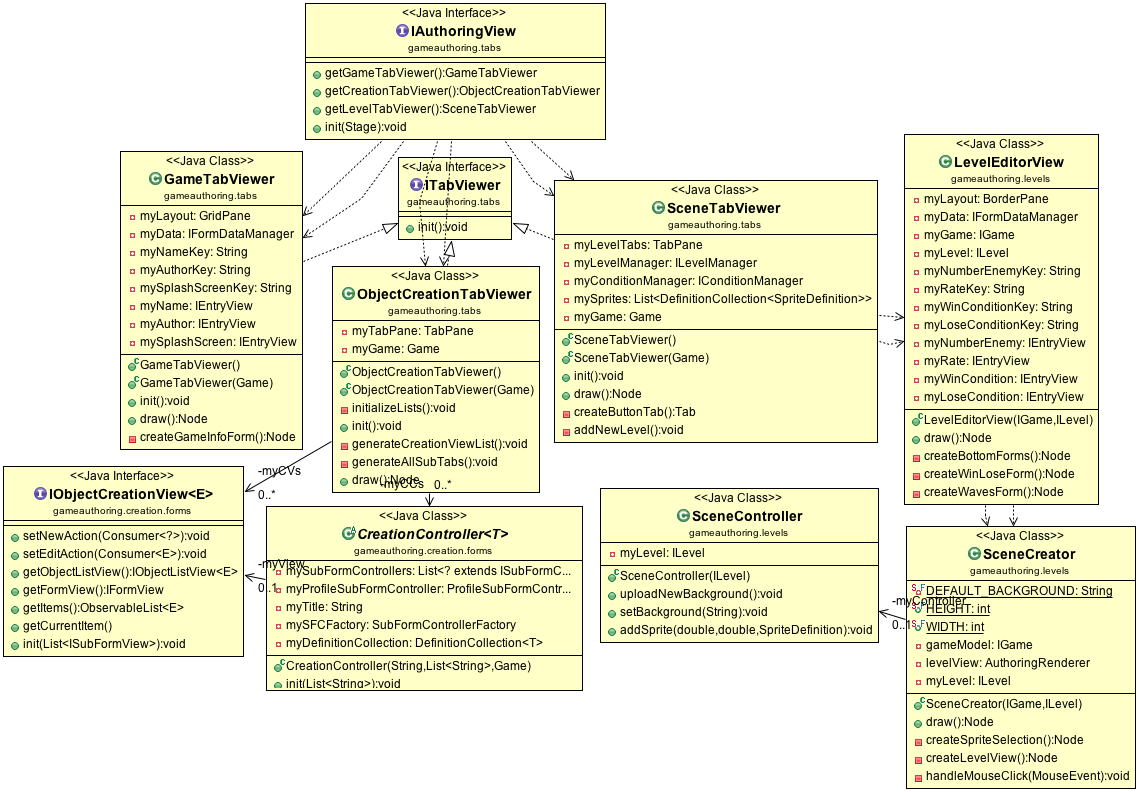 <<Java Interface>>
IAuthoringView
gameauthoring.tabs
getGameTabViewer():GameTabViewer
getCreationTabViewer():ObjectCreationTabViewer
getLevelTabViewer():SceneTabViewer
init(Stage):void
<<Java Class>>
GameTabViewer
gameauthoring.tabs
myLayout: GridPane
myData: IFormDataManager
myNameKey: String
myAuthorKey: String
mySplashScreenKey: String
myName: IEntryView
myAuthor: IEntryView
mySplashScreen: IEntryView
GameTabViewer()
GameTabViewer(Game)
init():void
draw():Node
createGameInfoForm():Node
<<Java Interface>>
ITabViewer
gameauthoring.tabs
init():void
<<Java Class>>
SceneTabViewer
gameauthoring.tabs
myLevelTabs: TabPane
myLevelManager: ILevelManager
myConditionManager: IConditionManager
mySprites: List<DefinitionCollection<SpriteDefinition>>
myGame: Game
SceneTabViewer()
SceneTabViewer(Game)
init():void
draw():Node
createButtonTab():Tab
addNewLevel():void
<<Java Class>>
LevelEditorView
gameauthoring.levels
myLayout: BorderPane
myData: IFormDataManager
myGame: IGame
myLevel: ILevel
myNumberEnemyKey: String
myRateKey: String
myWinConditionKey: String
myLoseConditionKey: String
myNumberEnemy: IEntryView
myRate: IEntryView
myWinCondition: IEntryView
myLoseCondition: IEntryView
LevelEditorView(IGame,ILevel)
draw():Node
createBottomForms():Node
createWinLoseForm():Node
createWavesForm():Node
<<Java Class>>
ObjectCreationTabViewer
gameauthoring.tabs
myTabPane: TabPane
myGame: Game
ObjectCreationTabViewer()
ObjectCreationTabViewer(Game)
initializeLists():void
init():void
generateCreationViewList():void
generateAllSubTabs():void
draw():Node
-myCVs
0..*
-myCCs 0..*
<<Java Interface>>
IObjectCreationView<E>
gameauthoring.creation.forms
setNewAction(Consumer<?>):void
setEditAction(Consumer<E>):void
getObjectListView():IObjectListView<E>
getFormView():IFormView
getItems():ObservableList<E>
getCurrentItem()
init(List<ISubFormView>):void
-myView
0..1
<<Java Class>>
CreationController<T>
gameauthoring.creation.forms
mySubFormControllers: List<? extends ISubFormC...
myProfileSubFormController: ProfileSubFormContr...
myTitle: String
mySFCFactory: SubFormControllerFactory
myDefinitionCollection: DefinitionCollection<T>
CreationController(String,List<String>,Game)
init(List<String>):void
<<Java Class>>
SceneController
gameauthoring.levels
myLevel: ILevel
SceneController(ILevel)
uploadNewBackground():void
setBackground(String):void
addSprite(double,double,SpriteDefinition):void
-myController
0..1
<<Java Class>>
SceneCreator
gameauthoring.levels
DEFAULT_BACKGROUND: String
HEIGHT: int
WIDTH: int
gameModel: IGame
levelView: AuthoringRenderer
myLevel: ILevel
SceneCreator(IGame,ILevel)
draw():Node
createSpriteSelection():Node
createLevelView():Node
handleMouseClick(MouseEvent):void